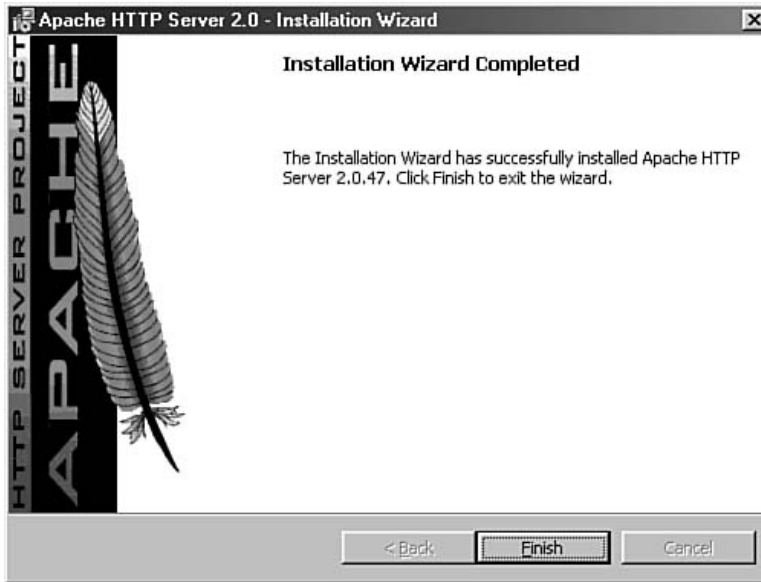 Apache HTTP Server 2.0 - Installation Wizard
HTTP SERVER PROJECT
APACHE
Installation Wizard Completed
The Installation Wizard has successfully installed Apache HTTP
Server 2.0.47. Click Finish to exit the wizard.
< Back
Finish
Cancel